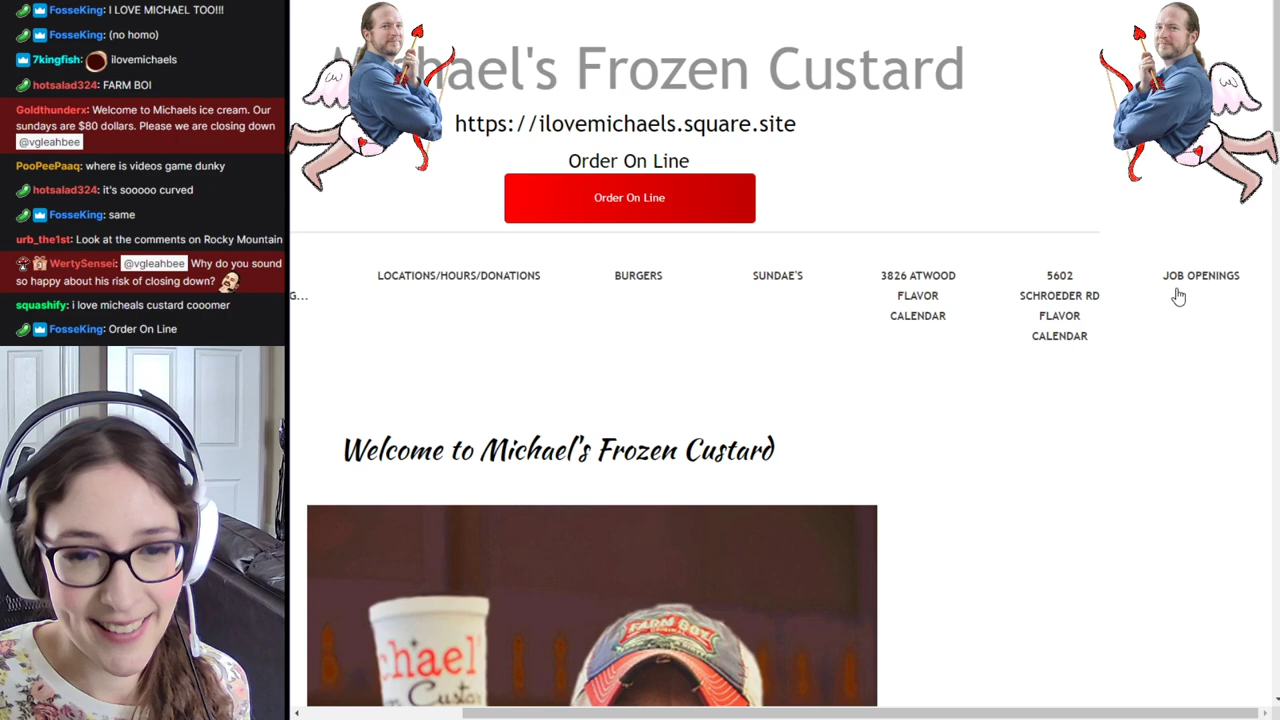 FosseKing: I LOVE MICHAEL TOO!!!
FosseKing: (no homo)
7kingfish: ilovemichaels
hotsalad324: FARM BOI
Goldthunderx: Welcome to Michaels ice cream. Our
sundays are $80 dollars. Please we are closing down
@vgleahbee
PooPeePaaq: where is videos game dunky
hotsalad324: it's sooooo curved
FosseKing: same
urb_the1st: Look at the comments on Rocky Mountain
WertySensei: @vgleahbee Why do you sound
so happy about his risk of closing down?
squashify: i love micheals custard cooomer
FosseKing: Order On Line
hael's Frozen Custard
https://ilovemichaels.square.site
Order On Line
Order On Line
G...
LOCATIONS/HOURS/DONATIONS
BURGERS
SUNDAE'S
3826 ATWOOD
FLAVOR
CALENDAR
5602
SCHROEDER RD
FLAVOR
CALENDAR
JOB OPENINGS
Welcome to Michael's Frozen Custard
chael'
n Custa
FARM BOY